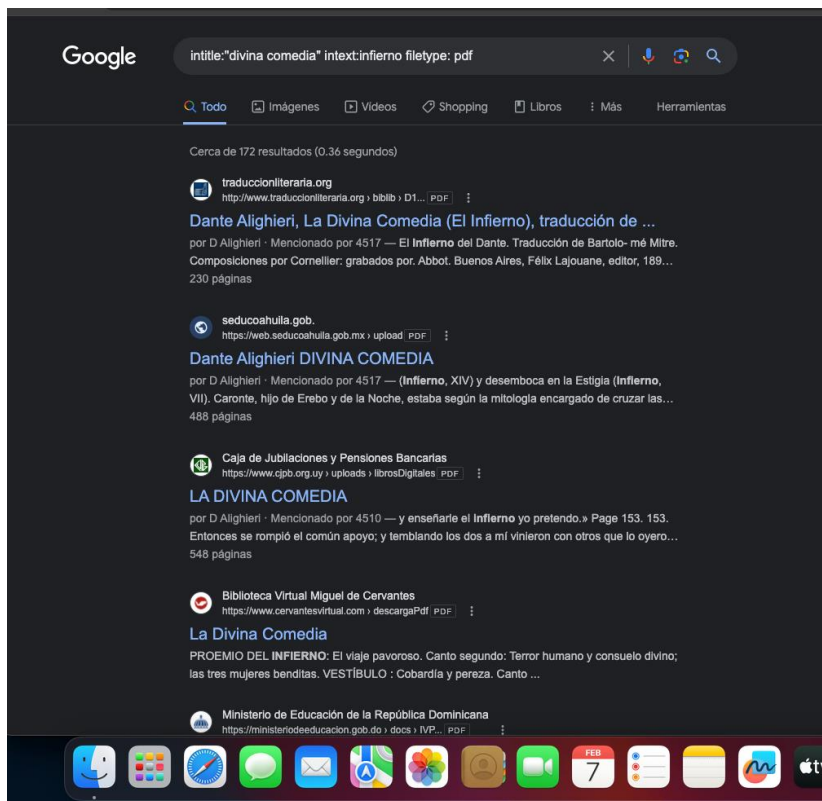 Google
intitle:"divina comedia" intext:infierno filetype: pdf
Todo Imágenes Vídeos Shopping Libros Más Herramientas
Cerca de 172 resultados (0.36 segundos)
traduccionliteraria.org
http://www.traduccionliteraria.org › biblib › D1... PDF
Dante Alighieri, La Divina Comedia (El Infierno), traducción de ...
por D Alighieri · Mencionado por 4517 — El Infierno del Dante. Traducción de Bartolo- mé Mitre.
Composiciones por Cornellier: grabados por. Abbot. Buenos Aires, Félix Lajouane, editor, 189...
230 páginas
seducoahuila.gob.
https://web.seducoahuila.gob.mx › upload PDF
Dante Alighieri DIVINA COMEDIA
por D Alighieri · Mencionado por 4517 — (Infierno, XIV) y desemboca en la Estigia (Infierno,
VII). Caronte, hijo de Erebo y de la Noche, estaba según la mitología encargado de cruzar las...
488 páginas
Caja de Jubilaciones y Pensiones Bancarias
https://www.cjpb.org.uy › uploads › librosDigitales PDF
LA DIVINA COMEDIA
por D Alighieri · Mencionado por 4510 — y enseñarle el infierno yo pretendo.» Page 153. 153.
Entonces se rompió el común apoyo; y temblando los dos a mí vinieron con otros que lo oyero...
548 páginas
Biblioteca Virtual Miguel de Cervantes
https://www.cervantesvirtual.com › descargaPdf PDF
La Divina Comedia
PROEMIO DEL INFIERNO: El viaje pavoroso. Canto segundo: Terror humano y consuelo divino;
las tres mujeres benditas. VESTÍBULO : Cobardía y pereza. Canto ...
Ministerio de Educación de la República Dominicana
https://ministeriodeeducacion.gob.do › docs › IVP... PDF
FEB
7
tv